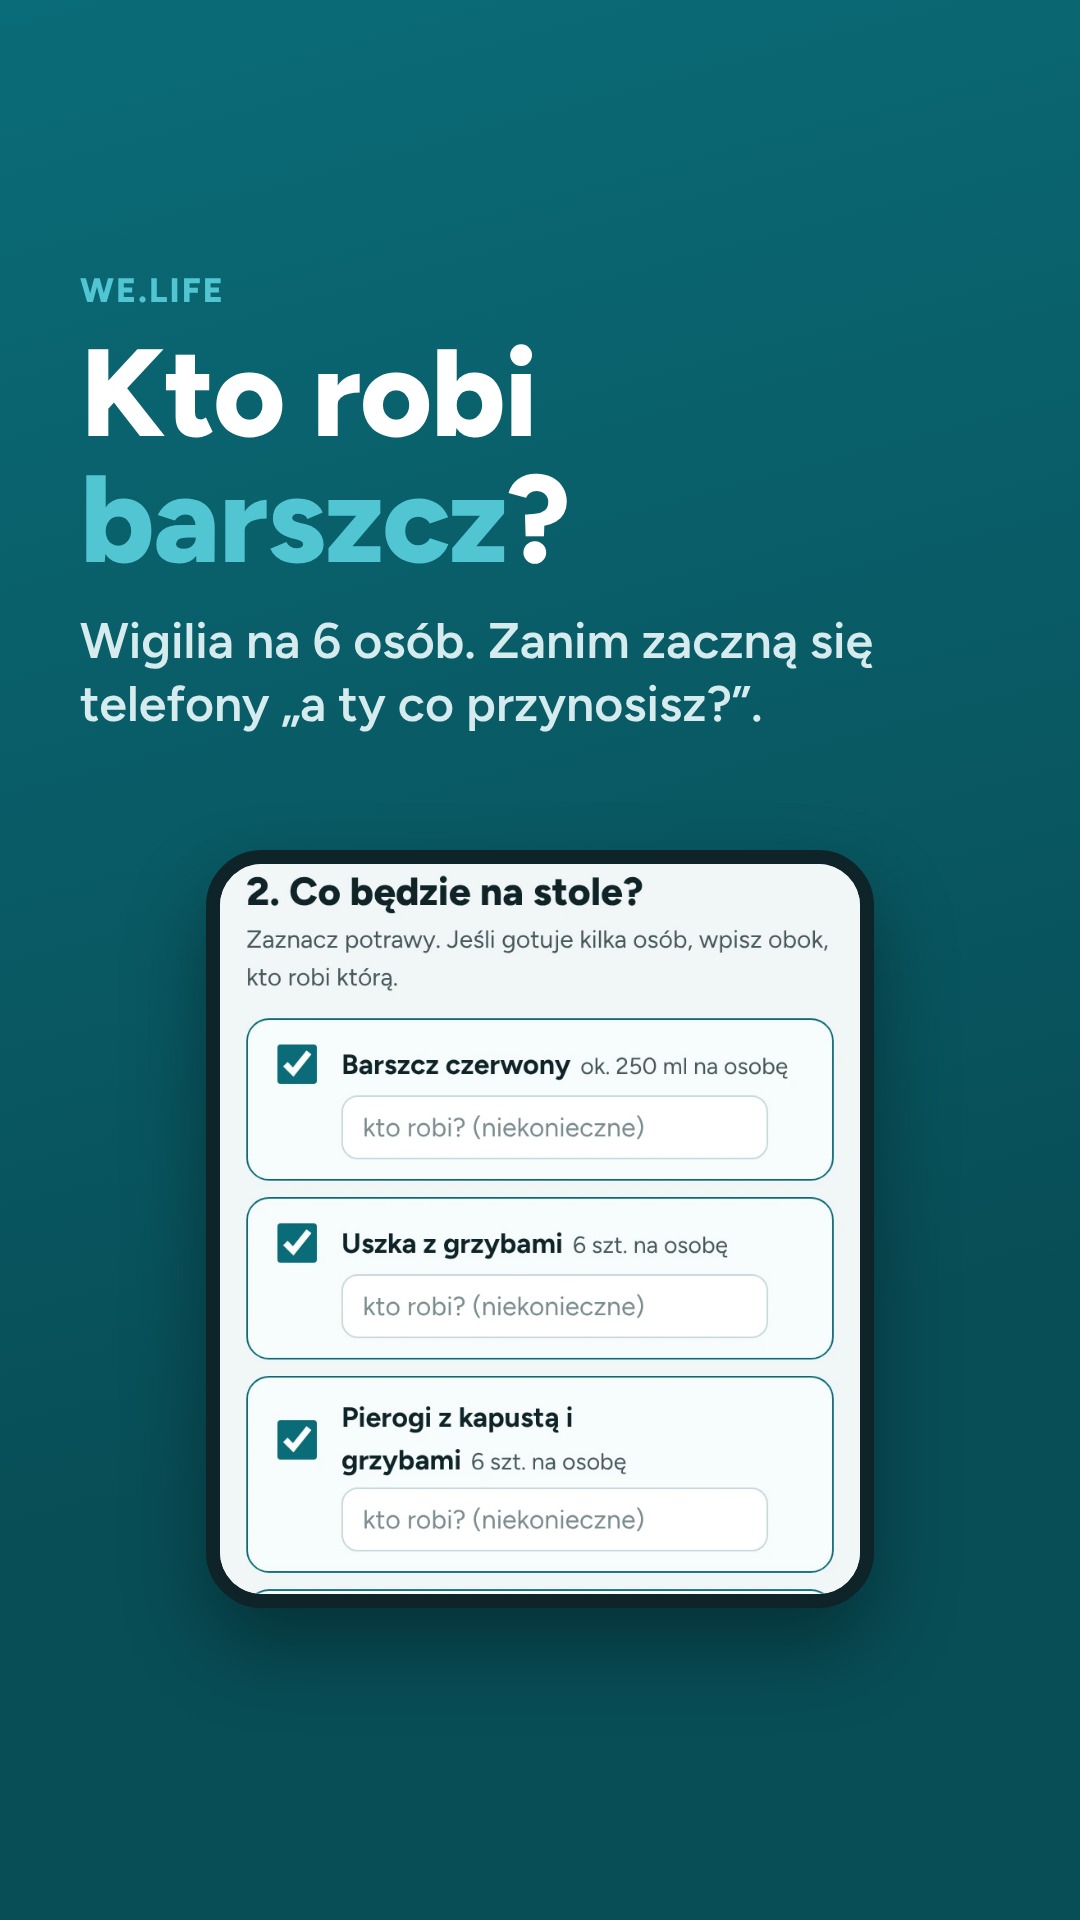 WE.LIFE
Kto robi
barszcz?
Wigilia na 6 osób. Zanim zaczną się
telefony „a ty co przynosisz?”.
2. Co będzie na stole?
Zaznacz potrawy. Jeśli gotuje kilka osób, wpisz obok,
kto robi którą.
Barszcz czerwony ok. 250 ml na osobę
kto robi? (niekonieczne)
Uszka z grzybami 6 szt. na osobę
kto robi? (niekonieczne)
Pierogi z kapustą i
grzybami 6 szt. na osobę
kto robi? (niekonieczne)